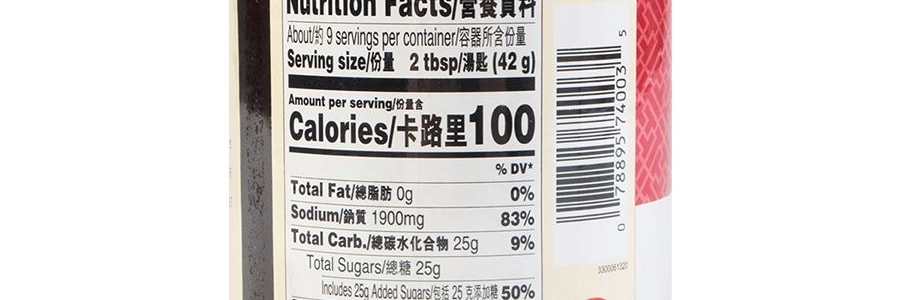 Nutrition Facts/營養資料
About/約 9 servings per container/容器所含份量
Serving size/份量 2 tbsp/湯匙 (42 g)
Amount per serving/份量含
Calories/卡路里 100
% DV*
Total Fat/總脂肪 0g 0%
Sodium/鈉質 1900mg 83%
Total Carb./總碳水化合物 25g 9%
Total Sugars/總糖 25g
Includes 25g Added Sugars/包括 25 克添加糖 50%
0 78895 74003 5
3300061320